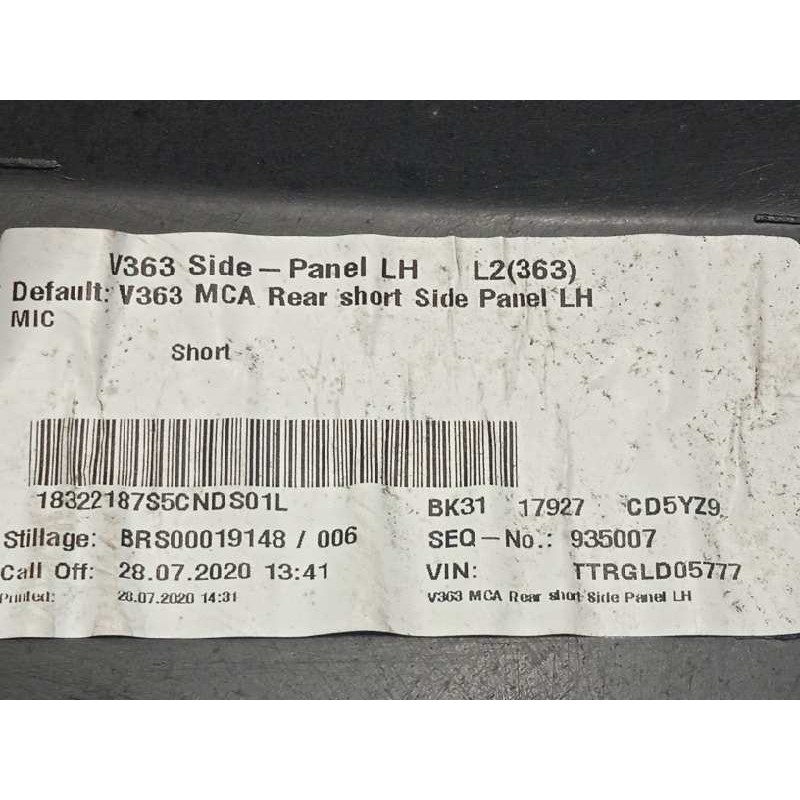 V363 Side-Panel LH L2(363)
Default: V363 MCA Rear short Side Panel LH
MIC
Short
18322187S5CNDS01L
BK31 17927 CD5YZ9
Stillage: BRS00019148 / 006
SEQ-No.: 935007
Call Off: 28.07.2020 13:41
VIN: TTRGLD05777
Printed: 28.07.2020 14:31
V363 MCA Rear short Side Panel LH